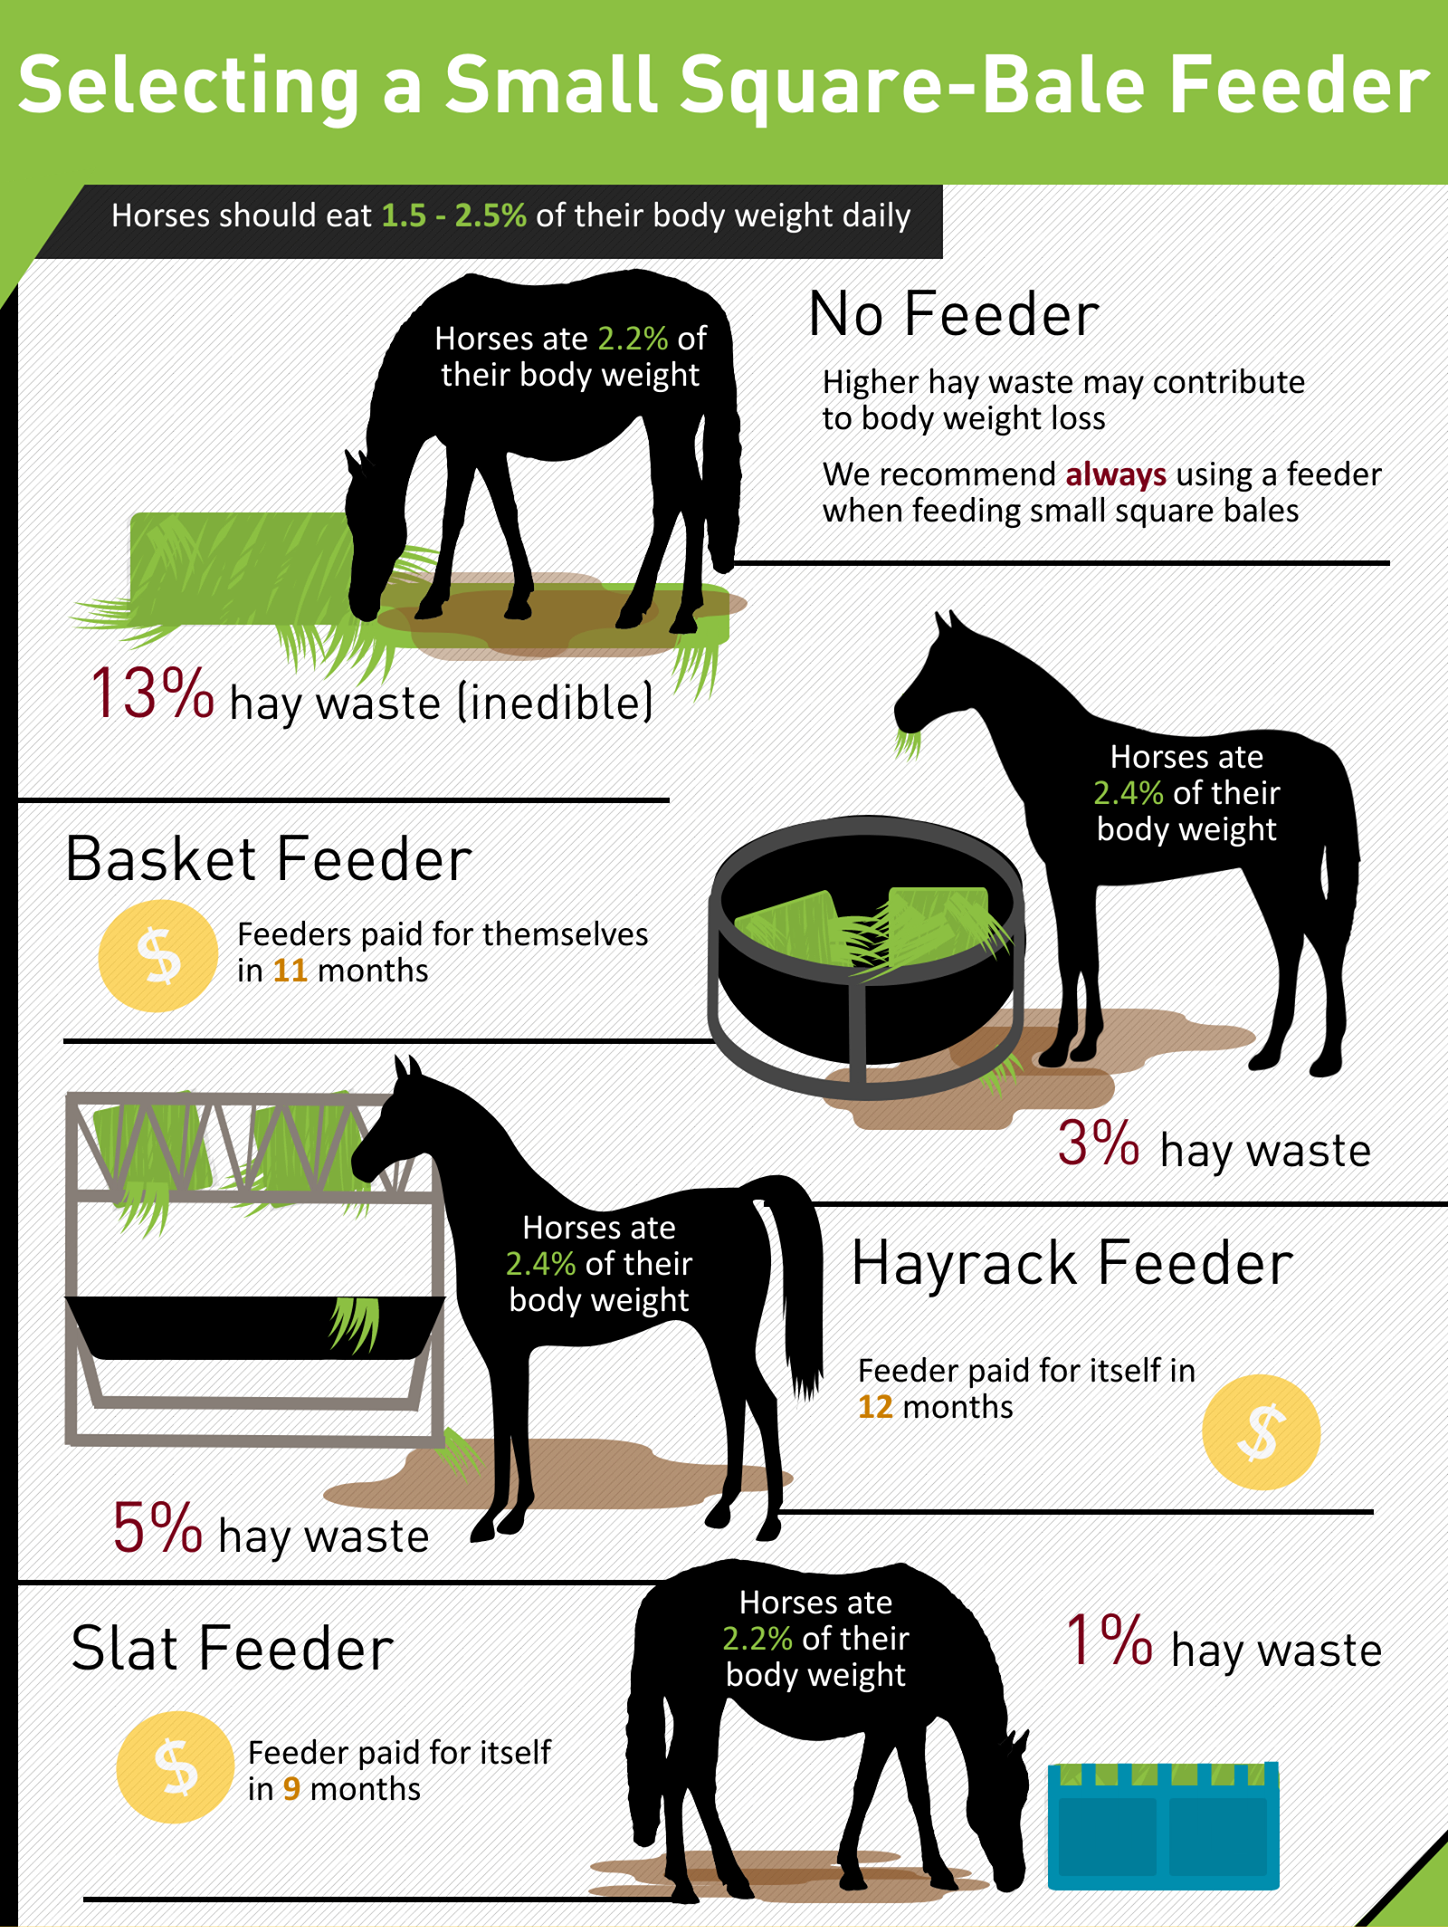 Selecting a Small Square-Bale Feeder
Horses should eat 1.5 - 2.5% of their body weight daily
Horses ate 2.2% of
their body weight
No Feeder
Higher hay waste may contribute
to body weight loss
We recommend always using a feeder
when feeding small square bales
13% hay waste (inedible)
Horses ate
2.4% of their
body weight
Basket Feeder
$
Feeders paid for themselves
in 11 months
3% hay waste
Horses ate
2.4% of their
body weight
Hayrack Feeder
Feeder paid for itself in
12 months
$
5% hay waste
Horses ate
2.2% of their
body weight
1% hay waste
Slat Feeder
$
Feeder paid for itself
in 9 months